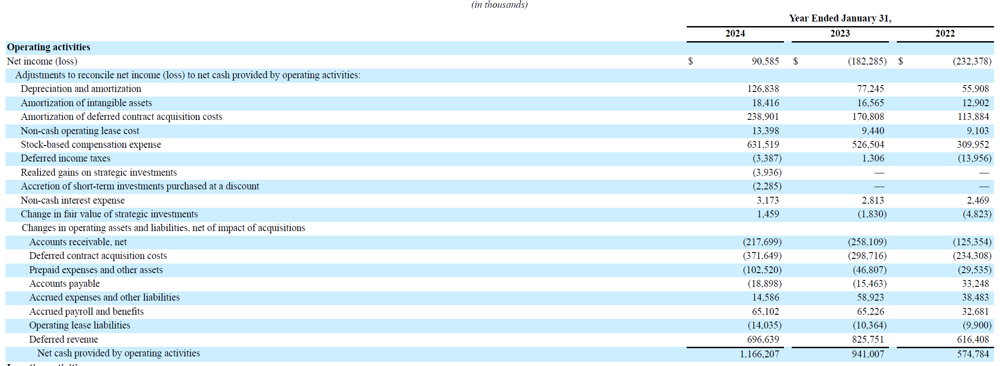 (in thousands)
Year Ended January 31,
2024 2023 2022
Operating activities
Net income (loss) $ 90,585 $ (182,285) $ (232,378)
Adjustments to reconcile net income (loss) to net cash provided by operating activities:
Depreciation and amortization 126,838 77,245 55,908
Amortization of intangible assets 18,416 16,565 12,902
Amortization of deferred contract acquisition costs 238,901 170,808 113,884
Non-cash operating lease cost 13,398 9,440 9,103
Stock-based compensation expense 631,519 526,504 309,952
Deferred income taxes (3,387) 1,306 (13,956)
Realized gains on strategic investments (3,936) — —
Accretion of short-term investments purchased at a discount (2,285) — —
Non-cash interest expense 3,173 2,813 2,469
Change in fair value of strategic investments 1,459 (1,830) (4,823)
Changes in operating assets and liabilities, net of impact of acquisitions
Accounts receivable, net (217,699) (258,109) (125,354)
Deferred contract acquisition costs (371,649) (298,716) (234,308)
Prepaid expenses and other assets (102,520) (46,807) (29,535)
Accounts payable (18,898) (15,463) 33,248
Accrued expenses and other liabilities 14,586 58,923 38,483
Accrued payroll and benefits 65,102 65,226 32,681
Operating lease liabilities (14,035) (10,364) (9,900)
Deferred revenue 696,639 825,751 616,408
Net cash provided by operating activities 1,166,207 941,007 574,784